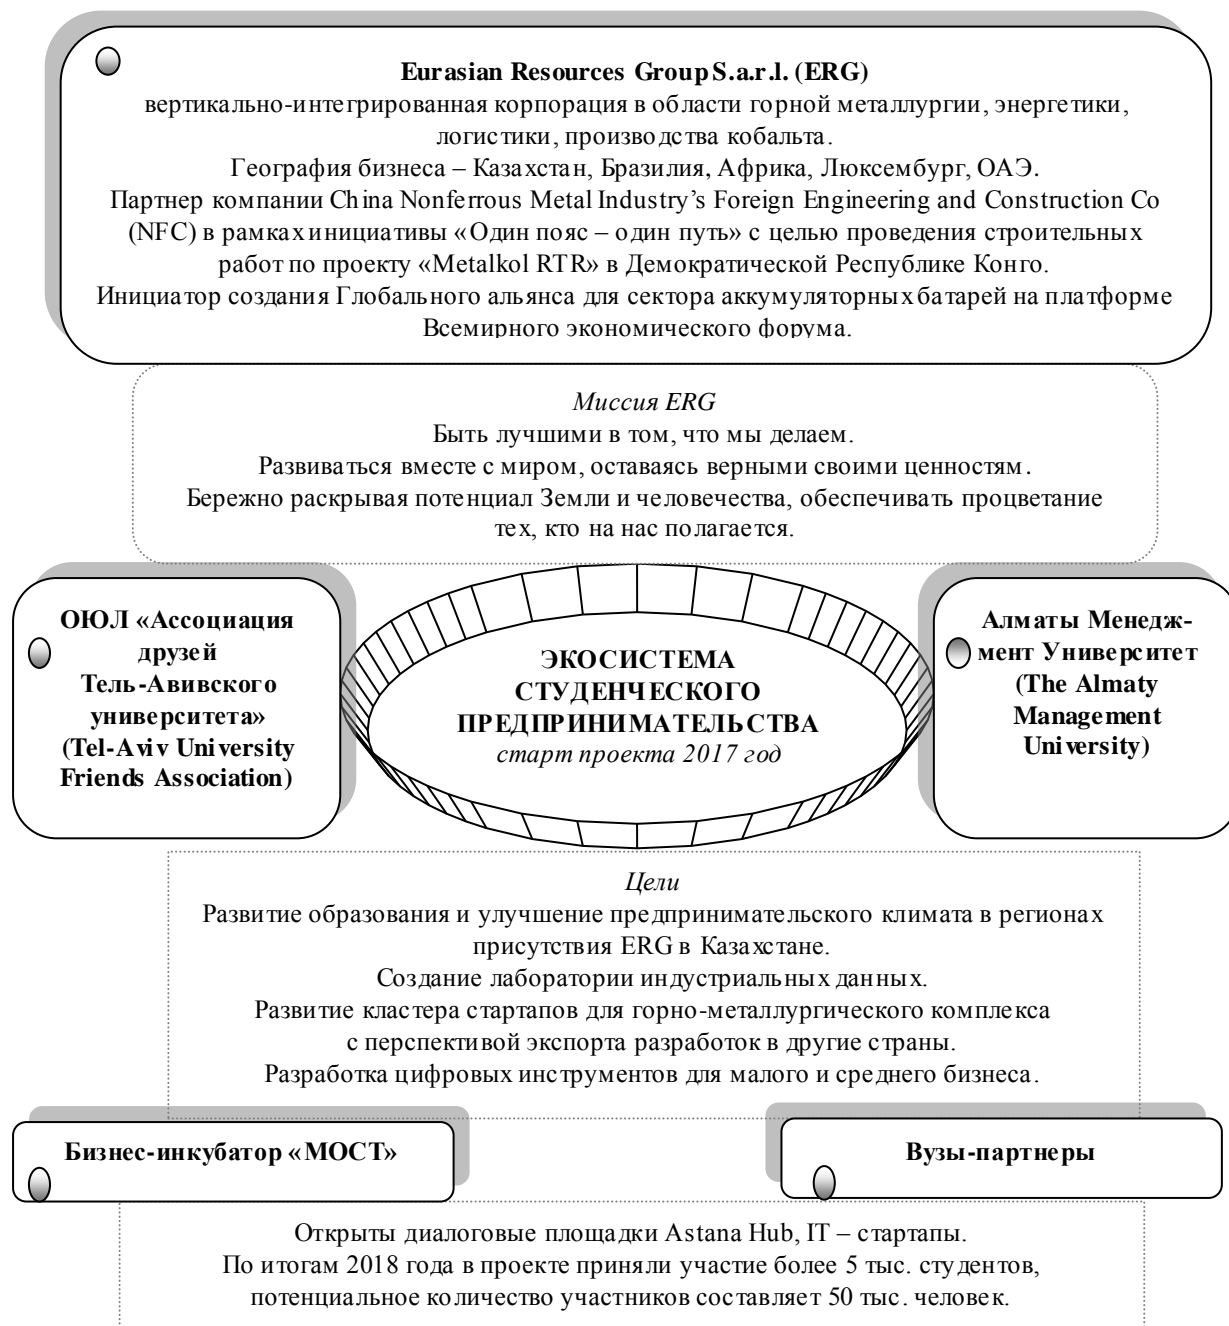 Eurasian Resources Group S.a.r.l. (ERG)
вертикально-интегрированная корпорация в области горной металлургии, энергетики,
логистики, производства кобальта.
География бизнеса – Казахстан, Бразилия, Африка, Люксембург, ОАЭ.
Партнер компании China Nonferrous Metal Industry’s Foreign Engineering and Construction Co
(NFC) в рамках инициативы «Один пояс – один путь» с целью проведения строительных
работ по проекту «Metalkol RTR» в Демократической Республике Конго.
Инициатор создания Глобального альянса для сектора аккумуляторных батарей на платформе
Всемирного экономического форума.
Миссия ERG
Быть лучшими в том, что мы делаем.
Развиваться вместе с миром, оставаясь верными своими ценностям.
Бережно раскрывая потенциал Земли и человечества, обеспечивать процветание
тех, кто на нас полагается.
ОЮЛ «Ассоциация
друзей
Тель-Авивского
университета»
(Tel-Aviv University
Friends Association)
ЭКОСИСТЕМА
СТУДЕНЧЕСКОГО
ПРЕДПРИНИМАТЕЛЬСТВА
старт проекта 2017 год
Алматы Менедж-
мент Университет
(The Almaty
Management
University)
Цели
Развитие образования и улучшение предпринимательского климата в регионах
присутствия ERG в Казахстане.
Создание лаборатории индустриальных данных.
Развитие кластера стартапов для горно-металлургического комплекса
с перспективой экспорта разработок в другие страны.
Разработка цифровых инструментов для малого и среднего бизнеса.
Бизнес-инкубатор «МОСТ»
Вузы-партнеры
Открыты диалоговые площадки Astana Hub, IT – стартапы.
По итогам 2018 года в проекте приняли участие более 5 тыс. студентов,
потенциальное количество участников составляет 50 тыс. человек.